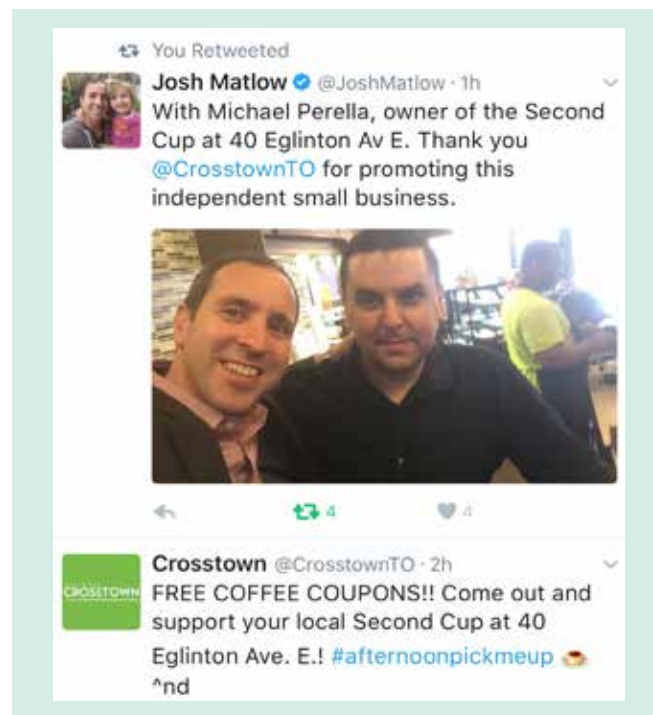 You Retweeted
Josh Matlow @JoshMatlow · 1h
With Michael Perella, owner of the Second
Cup at 40 Eglinton Av E. Thank you
@CrosstownTO for promoting this
independent small business.
4
4
CROSSTOWN
Crosstown @CrosstownTO · 2h
FREE COFFEE COUPONS!! Come out and
support your local Second Cup at 40
Eglinton Ave. E.! #afternoonpickmeup ☕
^nd